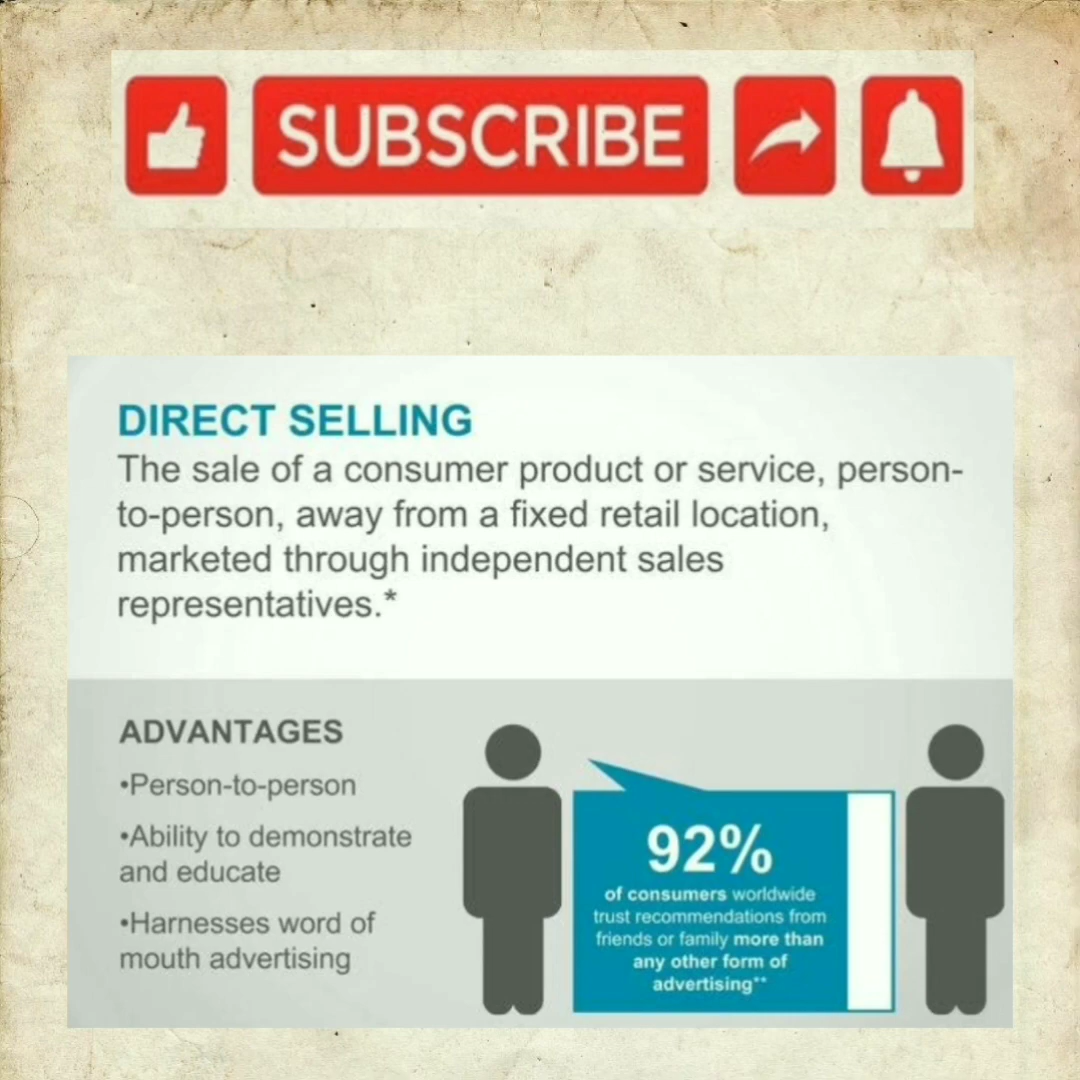 SUBSCRIBE
DIRECT SELLING
The sale of a consumer product or service, person-
to-person, away from a fixed retail location,
marketed through independent sales
representatives.*
ADVANTAGES
•Person-to-person
•Ability to demonstrate
and educate
•Harnesses word of
mouth advertising
92%
of consumers worldwide
trust recommendations from
friends or family more than
any other form of
advertising**